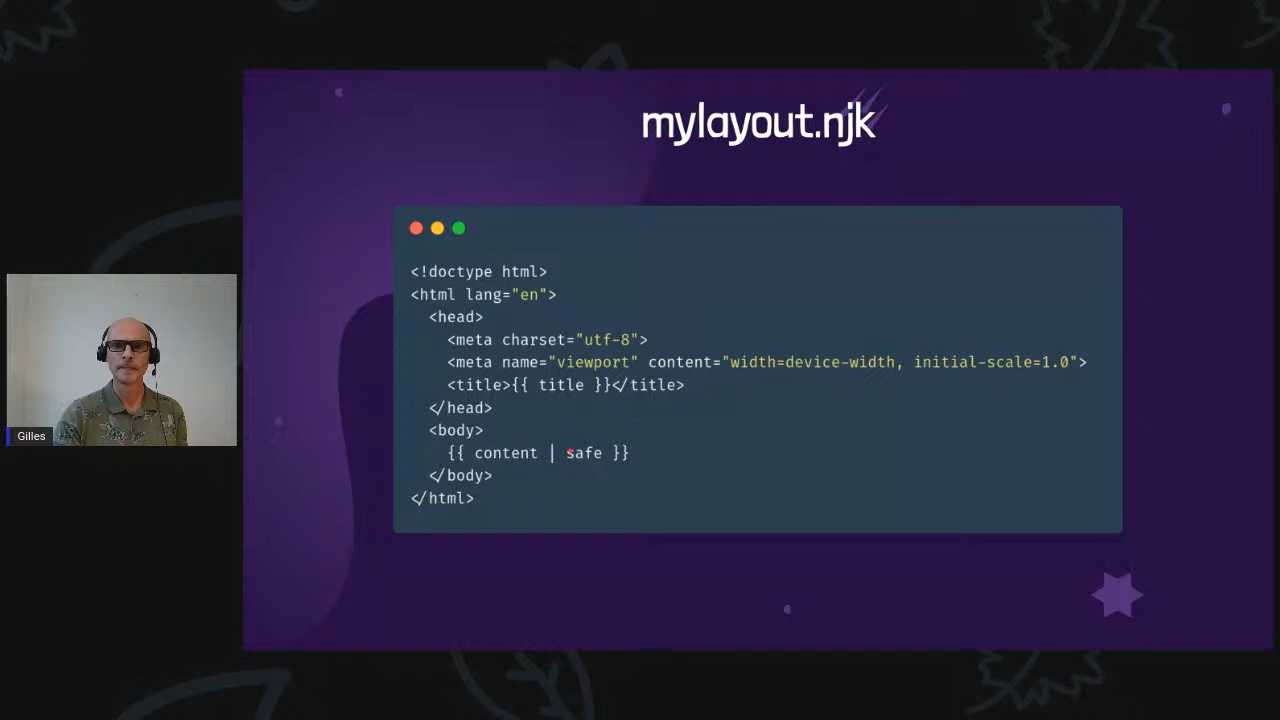 mylayout.njk
<!doctype html>
<html lang="en">
<head>
<meta charset="utf-8">
<meta name="viewport" content="width=device-width, initial-scale=1.0">
<title>{{ title }}</title>
</head>
<body>
{{ content | safe }}
</body>
</html>
Gilles